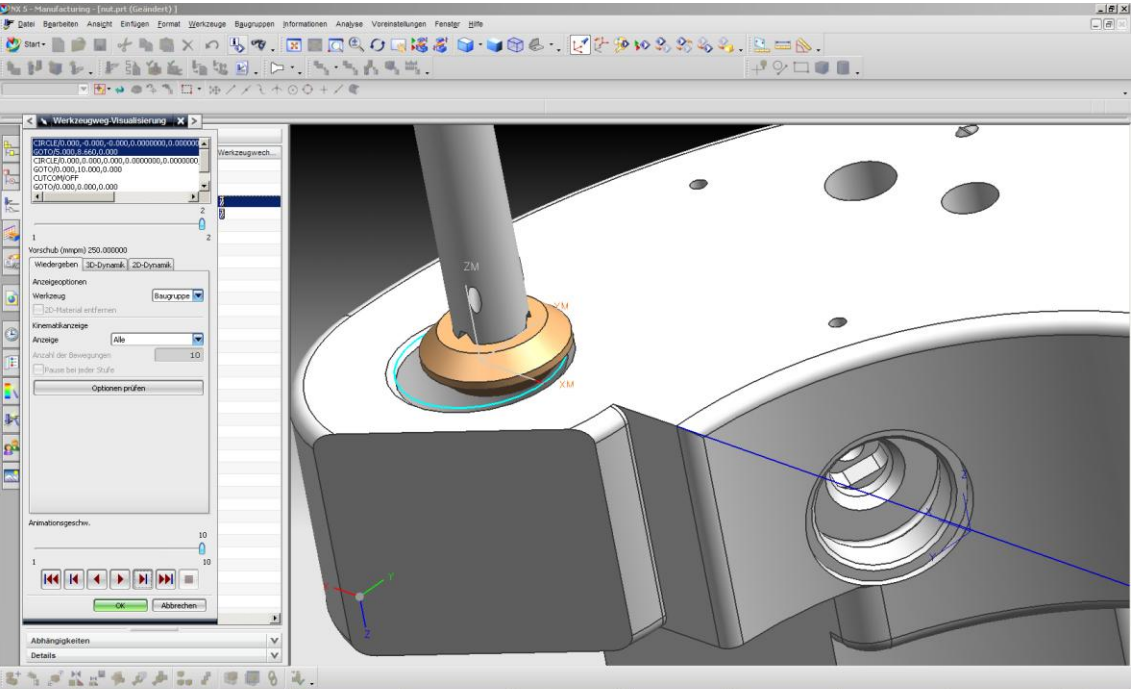 NX 5 - Manufacturing - [nut.prt (Geändert) ]
Datei Bearbeiten Ansicht Einfügen Format Werkzeuge Baugruppen Informationen Analyse Voreinstellungen Fenster Hilfe
Start
Werkzeugweg-Visualisierung
Werkzeugwech...
CIRCLE/0.000,-0.000,-0.000,0.0000000,0.000000
GOTO/5.000,8.660,0.000
CIRCLE/0.000,0.000,0.000,0.0000000,0.0000000,
GOTO/0.000,10.000,0.000
CUTCOM/OFF
GOTO/0.000,0.000,0.000
2
1 2
Vorschub (mmpm) 250.000000
Wiedergeben 3D-Dynamik 2D-Dynamik
Anzeigeoptionen
Werkzeug Baugruppe
2D-Material entfernen
Kinematikanzeige
Anzeige Alle
Anzahl der Bewegungen 10
Pause bei jeder Stufe
Optionen prüfen
Animationsgeschw.
10
1 10
OK Abbrechen
Abhängigkeiten
Details
ZM
XM
XM
Z
Y
Y
Z